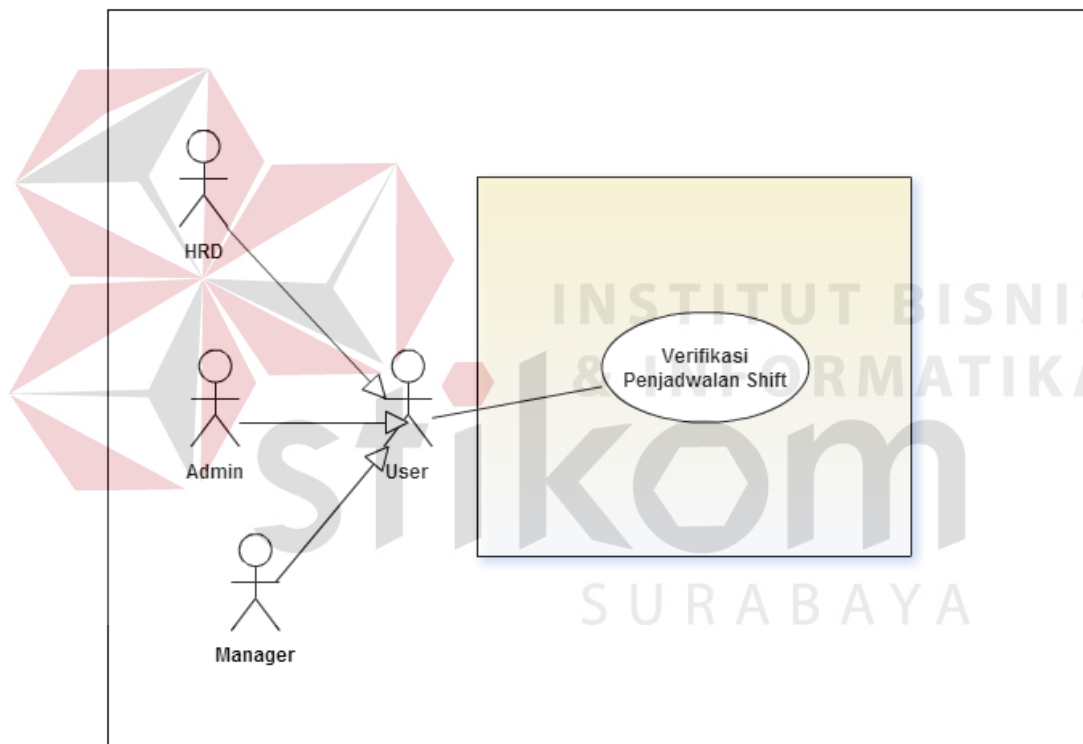 HRD
INSTITUT BISNIS
& INFORMATIKA
Verifikasi
Penjadwalan Shift
stikom
Admin
User
SURABAYA
Manager